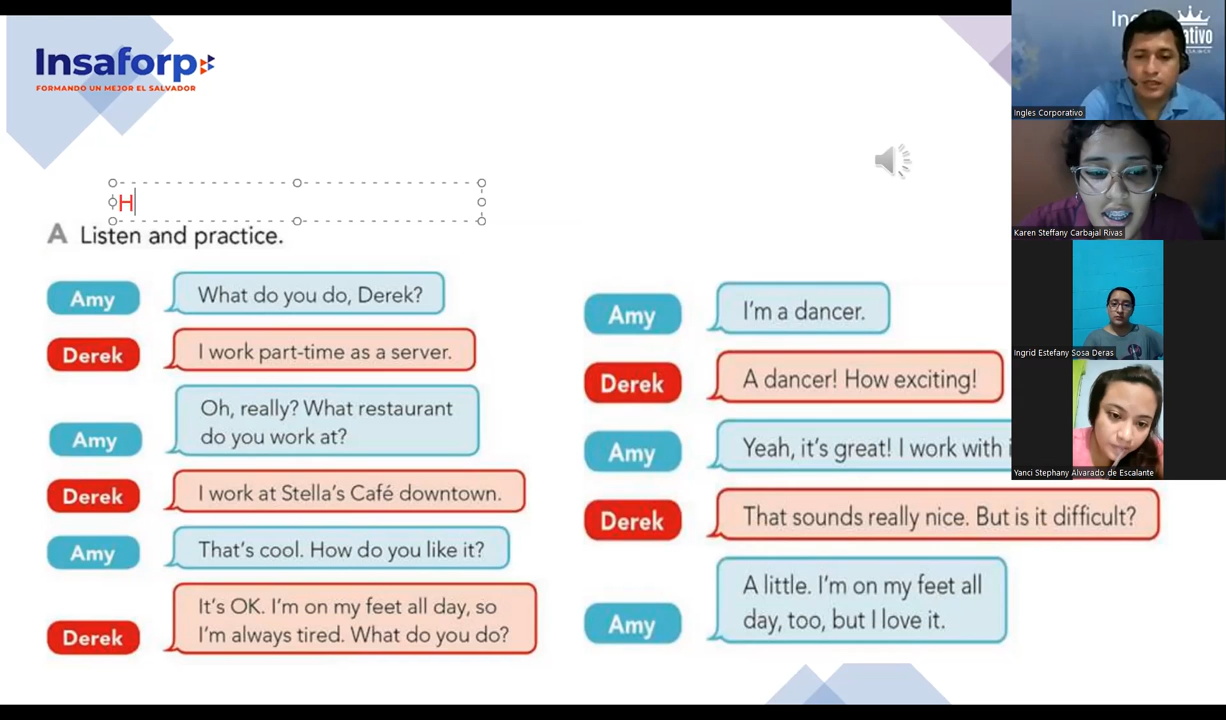 Insaforp
FORMANDO UN MEJOR EL SALVADOR
H
A Listen and practice.
Amy
What do you do, Derek?
Derek
I work part-time as a server.
Amy
Oh, really? What restaurant
do you work at?
Derek
I work at Stella's Café downtown.
Amy
That's cool. How do you like it?
Derek
It's OK. I'm on my feet all day, so
I'm always tired. What do you do?
Amy
I'm a dancer.
Derek
A dancer! How exciting!
Amy
Yeah, it's great! I work with
Derek
That sounds really nice. But is it difficult?
Amy
A little. I'm on my feet all
day, too, but I love it.
Ingles Corporativo
Karen Steffany Carbajal Rivas
Ingrid Estefany Sosa Deras
Yanci Stephany Alvarado de Escalante